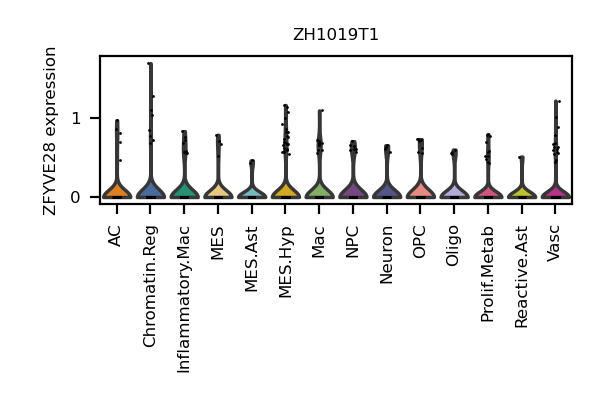 ZH1019T1
ZFYVE28 expression
1
0
AC
Chromatin.Reg
Inflammatory.Mac
MES
MES.Ast
MES.Hyp
Mac
NPC
Neuron
OPC
Oligo
Prolif.Metab
Reactive.Ast
Vasc